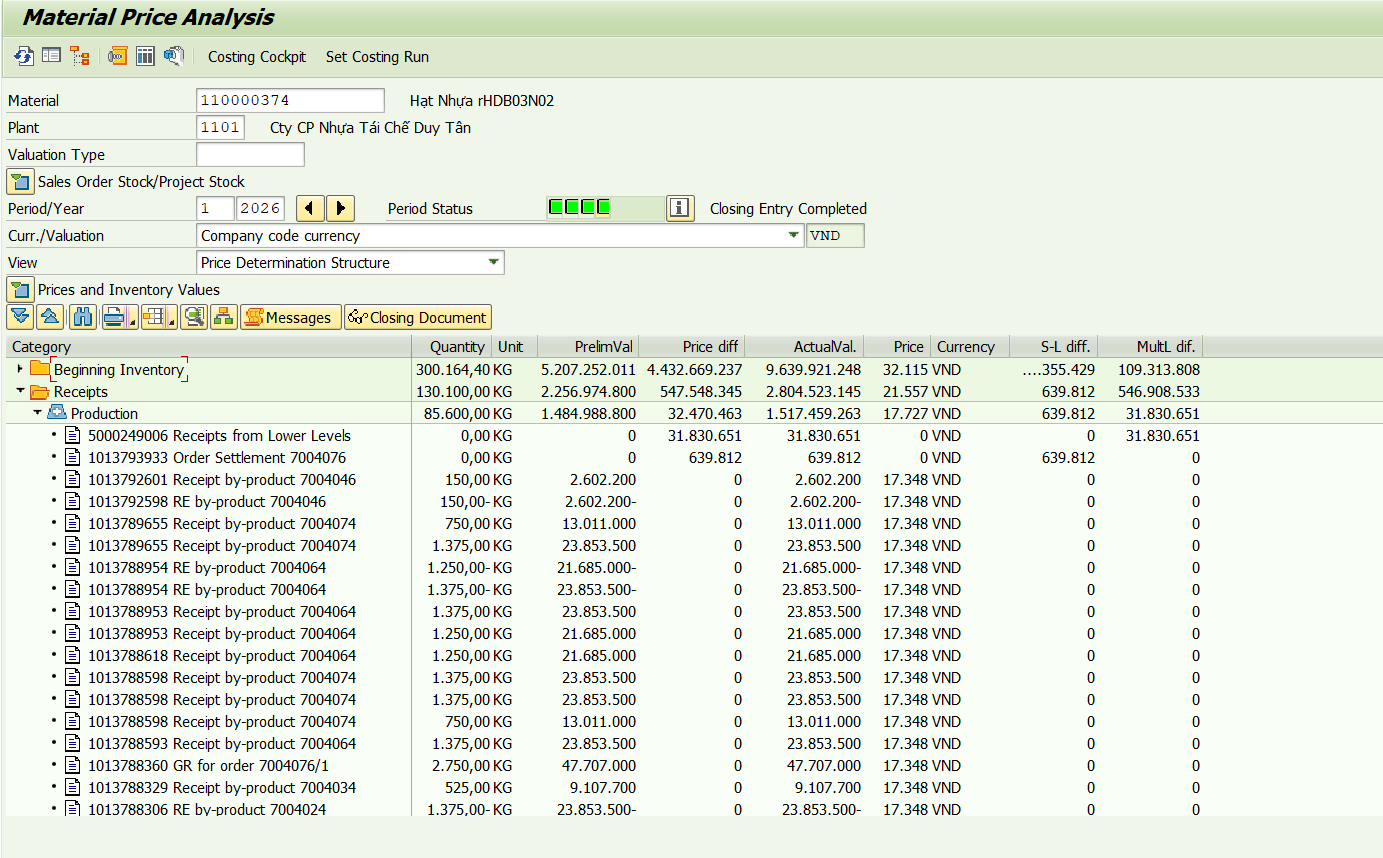 Material Price Analysis
Costing Cockpit Set Costing Run
Material 110000374 Hạt Nhựa rHDB03N02
Plant 1101 Cty CP Nhựa Tái Chế Duy Tân
Valuation Type
Sales Order Stock/Project Stock
Period/Year 1 2026 Period Status Closing Entry Completed
Curr./Valuation Company code currency VND
View Price Determination Structure
Prices and Inventory Values
Messages Closing Document
Category Quantity Unit PrelimVal Price diff ActualVal. Price Currency S-L diff. MultL dif.
Beginning Inventory 300.164,40 KG 5.207.252.011 4.432.669.237 9.639.921.248 32.115 VND ....355.429 109.313.808
Receipts 130.100,00 KG 2.256.974.800 547.548.345 2.804.523.145 21.557 VND 639.812 546.908.533
Production 85.600,00 KG 1.484.988.800 32.470.463 1.517.459.263 17.727 VND 639.812 31.830.651
5000249006 Receipts from Lower Levels 0,00 KG 0 31.830.651 31.830.651 0 VND 0 31.830.651
1013793933 Order Settlement 7004076 0,00 KG 0 639.812 639.812 0 VND 639.812 0
1013792601 Receipt by-product 7004046 150,00 KG 2.602.200 0 2.602.200 17.348 VND 0 0
1013792598 RE by-product 7004046 150,00- KG 2.602.200- 0 2.602.200- 17.348 VND 0 0
1013789655 Receipt by-product 7004074 750,00 KG 13.011.000 0 13.011.000 17.348 VND 0 0
1013789655 Receipt by-product 7004074 1.375,00 KG 23.853.500 0 23.853.500 17.348 VND 0 0
1013788954 RE by-product 7004064 1.250,00- KG 21.685.000- 0 21.685.000- 17.348 VND 0 0
1013788954 RE by-product 7004064 1.375,00- KG 23.853.500- 0 23.853.500- 17.348 VND 0 0
1013788953 Receipt by-product 7004064 1.375,00 KG 23.853.500 0 23.853.500 17.348 VND 0 0
1013788953 Receipt by-product 7004064 1.250,00 KG 21.685.000 0 21.685.000 17.348 VND 0 0
1013788618 Receipt by-product 7004064 1.250,00 KG 21.685.000 0 21.685.000 17.348 VND 0 0
1013788598 Receipt by-product 7004074 1.375,00 KG 23.853.500 0 23.853.500 17.348 VND 0 0
1013788598 Receipt by-product 7004074 1.375,00 KG 23.853.500 0 23.853.500 17.348 VND 0 0
1013788598 Receipt by-product 7004074 750,00 KG 13.011.000 0 13.011.000 17.348 VND 0 0
1013788593 Receipt by-product 7004064 1.375,00 KG 23.853.500 0 23.853.500 17.348 VND 0 0
1013788360 GR for order 7004076/1 2.750,00 KG 47.707.000 0 47.707.000 17.348 VND 0 0
1013788329 Receipt by-product 7004034 525,00 KG 9.107.700 0 9.107.700 17.348 VND 0 0
1013788306 RE by-product 7004024 1.375,00- KG 23.853.500- 0 23.853.500- 17.348 VND 0 0